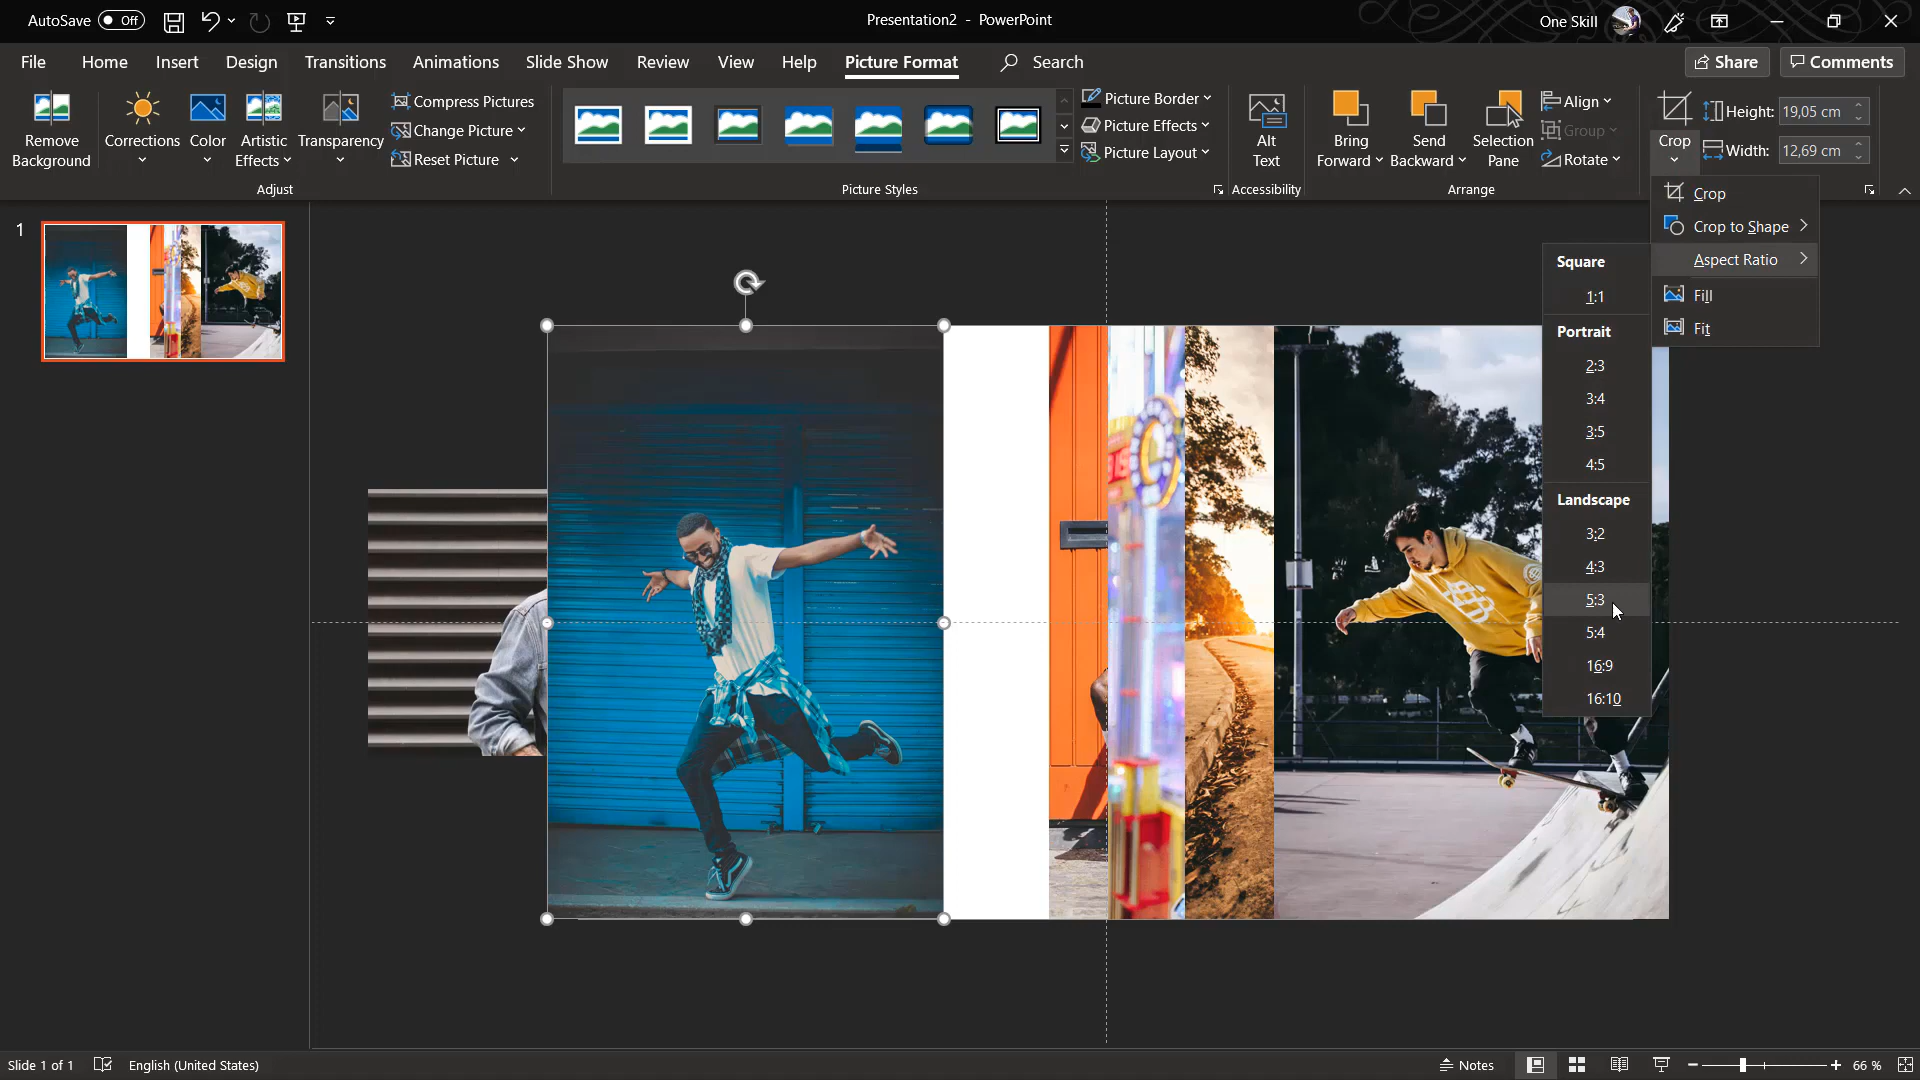 AutoSave Off
Presentation2 - PowerPoint
One Skill
File Home Insert Design Transitions Animations Slide Show Review View Help Picture Format Search
Share Comments
Remove Background
Corrections
Color
Artistic Effects
Transparency
Compress Pictures
Change Picture
Reset Picture
Adjust
Picture Styles
Picture Border
Picture Effects
Picture Layout
Alt Text
Accessibility
Bring Forward
Send Backward
Selection Pane
Align
Group
Rotate
Arrange
Crop
Height: 19,05 cm
Width: 12,69 cm
Crop
Crop to Shape
Aspect Ratio
Fill
Fit
Square
1:1
Portrait
2:3
3:4
3:5
4:5
Landscape
3:2
4:3
5:3
5:4
16:9
16:10
1
Slide 1 of 1
English (United States)
Notes
66 %